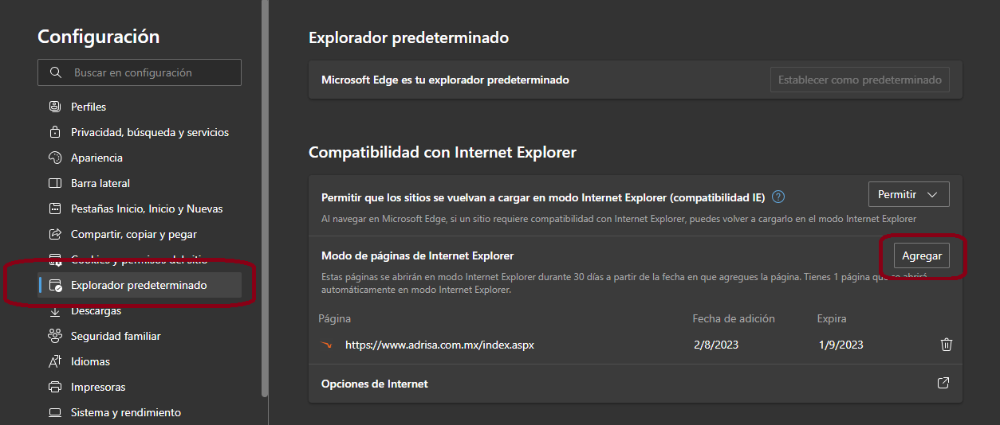 Configuración
Buscar en configuración
Perfiles
Privacidad, búsqueda y servicios
Apariencia
Barra lateral
Pestañas Inicio, Inicio y Nuevas
Compartir, copiar y pegar
Cookies y permisos del sitio
Explorador predeterminado
Descargas
Seguridad familiar
Idiomas
Impresoras
Sistema y rendimiento
Explorador predeterminado
Microsoft Edge es tu explorador predeterminado
Establecer como predeterminado
Compatibilidad con Internet Explorer
Permitir que los sitios se vuelvan a cargar en modo Internet Explorer (compatibilidad IE)
Permitir
Al navegar en Microsoft Edge, si un sitio requiere compatibilidad con Internet Explorer, puedes volver a cargarlo en el modo Internet Explorer
Modo de páginas de Internet Explorer
Agregar
Estas páginas se abrirán en modo Internet Explorer durante 30 días a partir de la fecha en que agregues la página. Tienes 1 página que se abrirá
automáticamente en modo Internet Explorer.
Página Fecha de adición Expira
https://www.adrisa.com.mx/index.aspx 2/8/2023 1/9/2023
Opciones de Internet